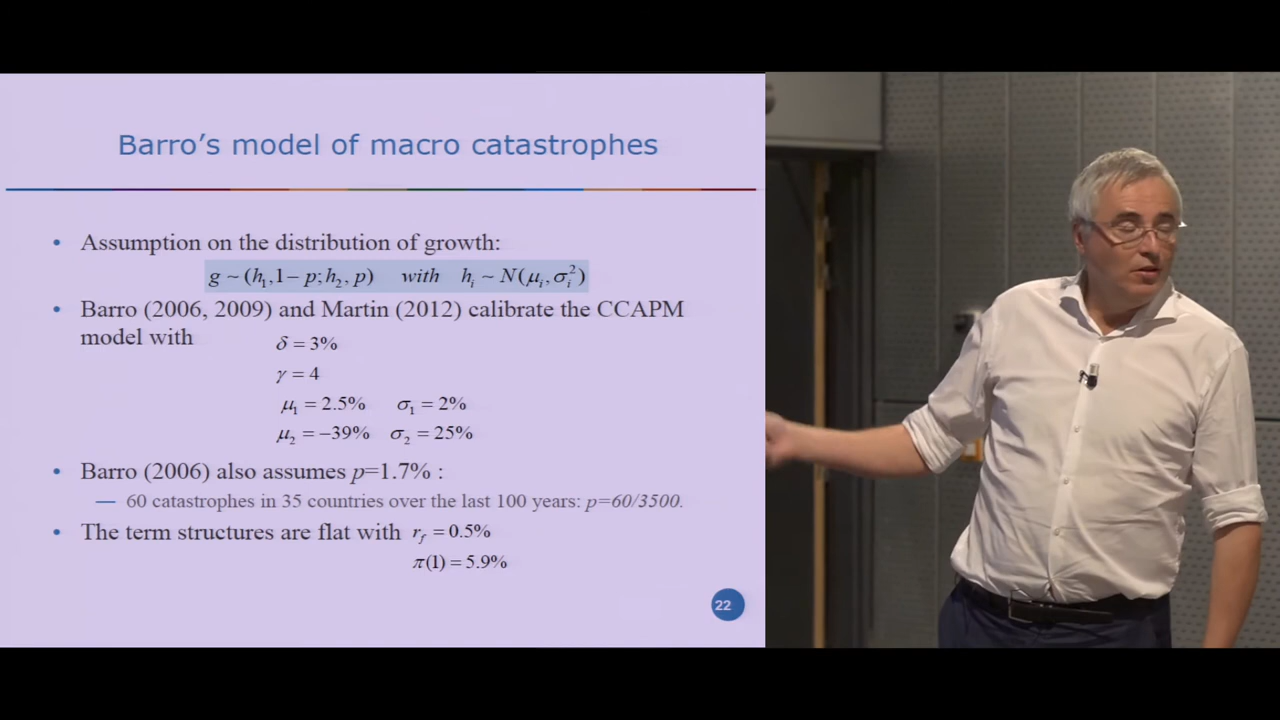 Barro’s model of macro catastrophes
• Assumption on the distribution of growth:
g ~ (h₁,1− p; h₂, p) with hᵢ ~ N(μᵢ,σᵢ²)
• Barro (2006, 2009) and Martin (2012) calibrate the CCAPM
model with
δ = 3%
γ = 4
μ₁ = 2.5% σ₁ = 2%
μ₂ = −39% σ₂ = 25%
• Barro (2006) also assumes p=1.7% :
— 60 catastrophes in 35 countries over the last 100 years: p=60/3500.
• The term structures are flat with r_f = 0.5%
π(1) = 5.9%
22